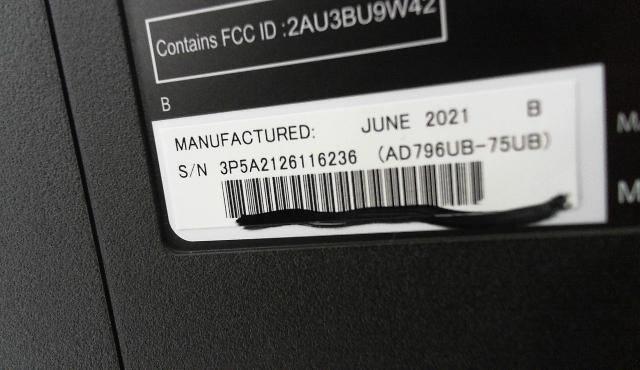 Contains FCC ID :2AU3BU9W42
B
MANUFACTURED: JUNE 2021 B
S/N 3P5A2126116236 (AD796UB-75UB)